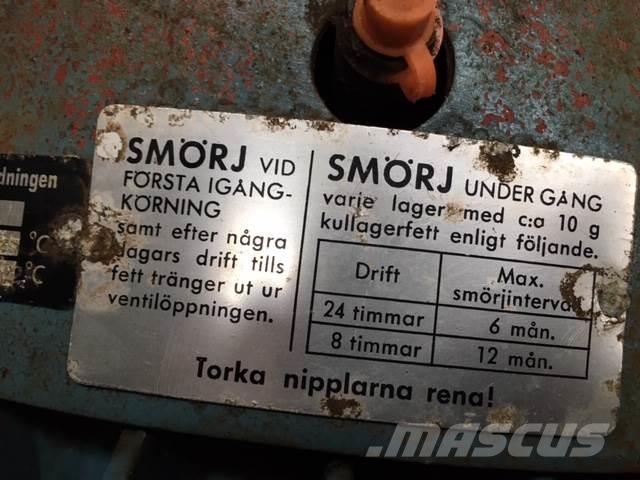 dningen
°C
°C
SMÖRJ VID
FÖRSTA IGÅNG-
KÖRNING
samt efter några
dagars drift tills
fett tränger ut ur
ventilöppningen.
SMÖRJ UNDER GÅNG
varje lager med c:a 10 g
kullagerfett enligt följande.
Drift
Max.
smörjintervall
24 timmar 6 mån.
8 timmar 12 mån.
Torka nipplarna rena!
.MASCUS